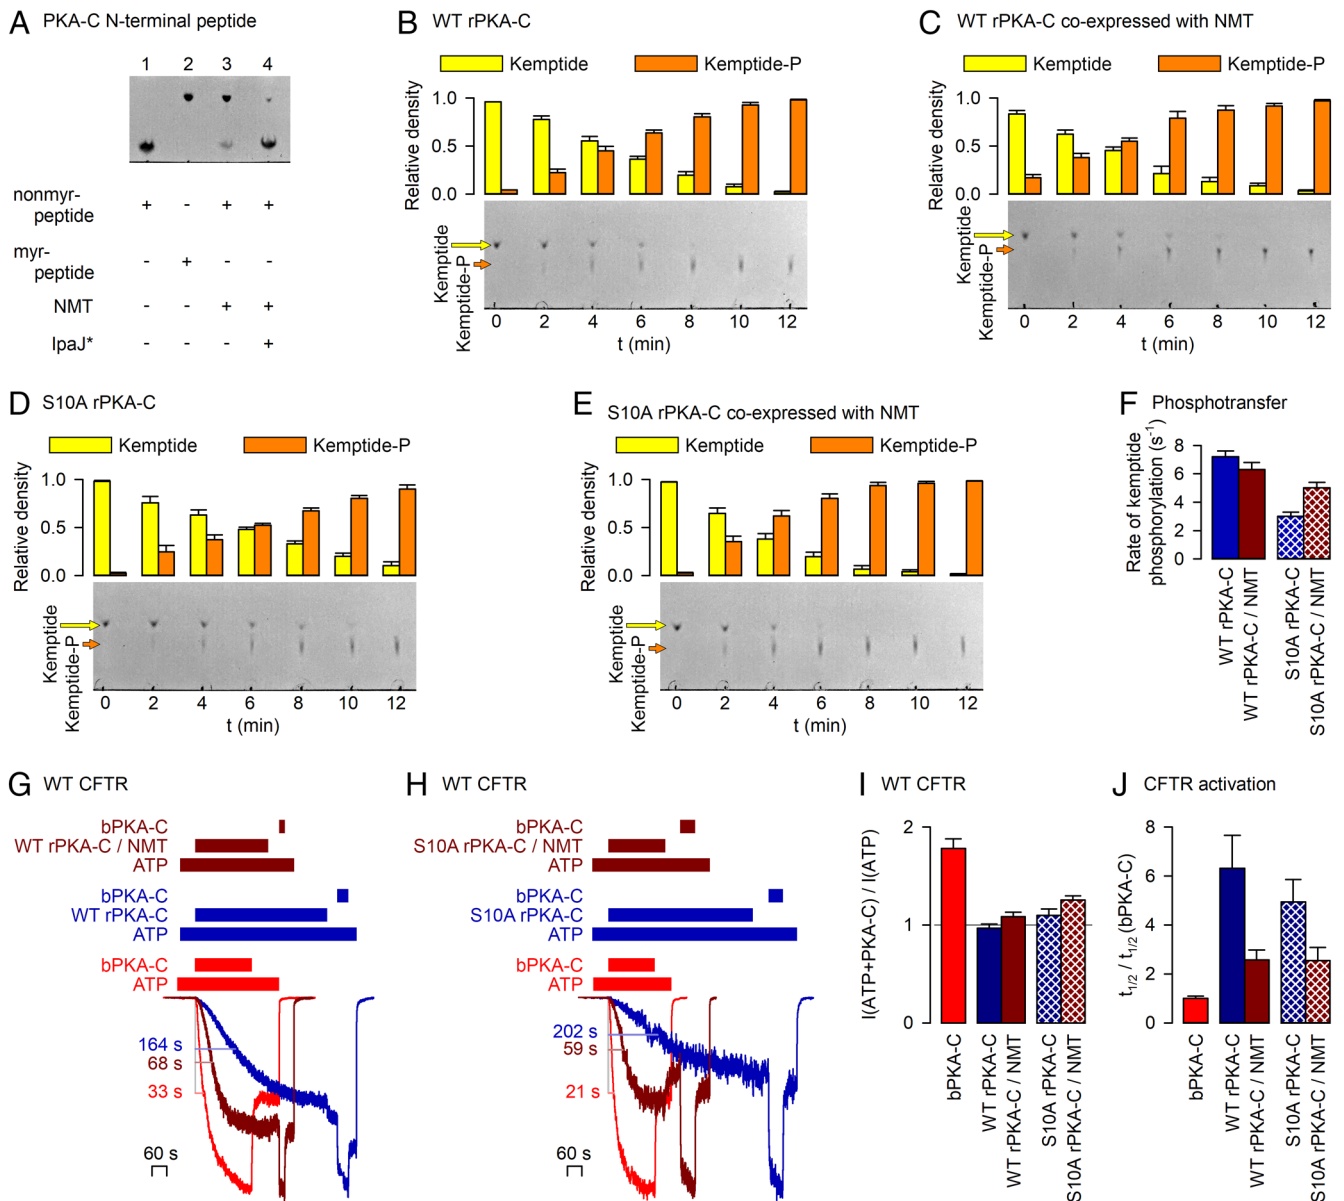 A PKA-C N-terminal peptide
1 2 3 4
nonmyr-peptide + - + +
myr-peptide - + - -
NMT - - + +
IpaJ* - - - +
B WT rPKA-C
Kemptide Kemptide-P
Relative density
1.0
0.5
0.0
Kemptide
Kemptide-P
0 2 4 6 8 10 12
t (min)
C WT rPKA-C co-expressed with NMT
Kemptide Kemptide-P
Relative density
1.0
0.5
0.0
Kemptide
Kemptide-P
0 2 4 6 8 10 12
t (min)
D S10A rPKA-C
Kemptide Kemptide-P
Relative density
1.0
0.5
0.0
Kemptide
Kemptide-P
0 2 4 6 8 10 12
t (min)
E S10A rPKA-C co-expressed with NMT
Kemptide Kemptide-P
Relative density
1.0
0.5
0.0
Kemptide
Kemptide-P
0 2 4 6 8 10 12
t (min)
F Phosphotransfer
Rate of kemptide
phosphorylation (s⁻¹)
8
6
4
2
0
WT rPKA-C
WT rPKA-C / NMT
S10A rPKA-C
S10A rPKA-C / NMT
G WT CFTR
bPKA-C
WT rPKA-C / NMT
ATP
bPKA-C
WT rPKA-C
ATP
bPKA-C
ATP
164 s
68 s
33 s
60 s
H WT CFTR
bPKA-C
S10A rPKA-C / NMT
ATP
bPKA-C
S10A rPKA-C
ATP
bPKA-C
ATP
202 s
59 s
21 s
60 s
I WT CFTR
I(ATP+PKA-C) / I(ATP)
2
1
0
bPKA-C
WT rPKA-C
WT rPKA-C / NMT
S10A rPKA-C
S10A rPKA-C / NMT
J CFTR activation
t1/2 / t1/2 (bPKA-C)
8
6
4
2
0
bPKA-C
WT rPKA-C
WT rPKA-C / NMT
S10A rPKA-C
S10A rPKA-C / NMT